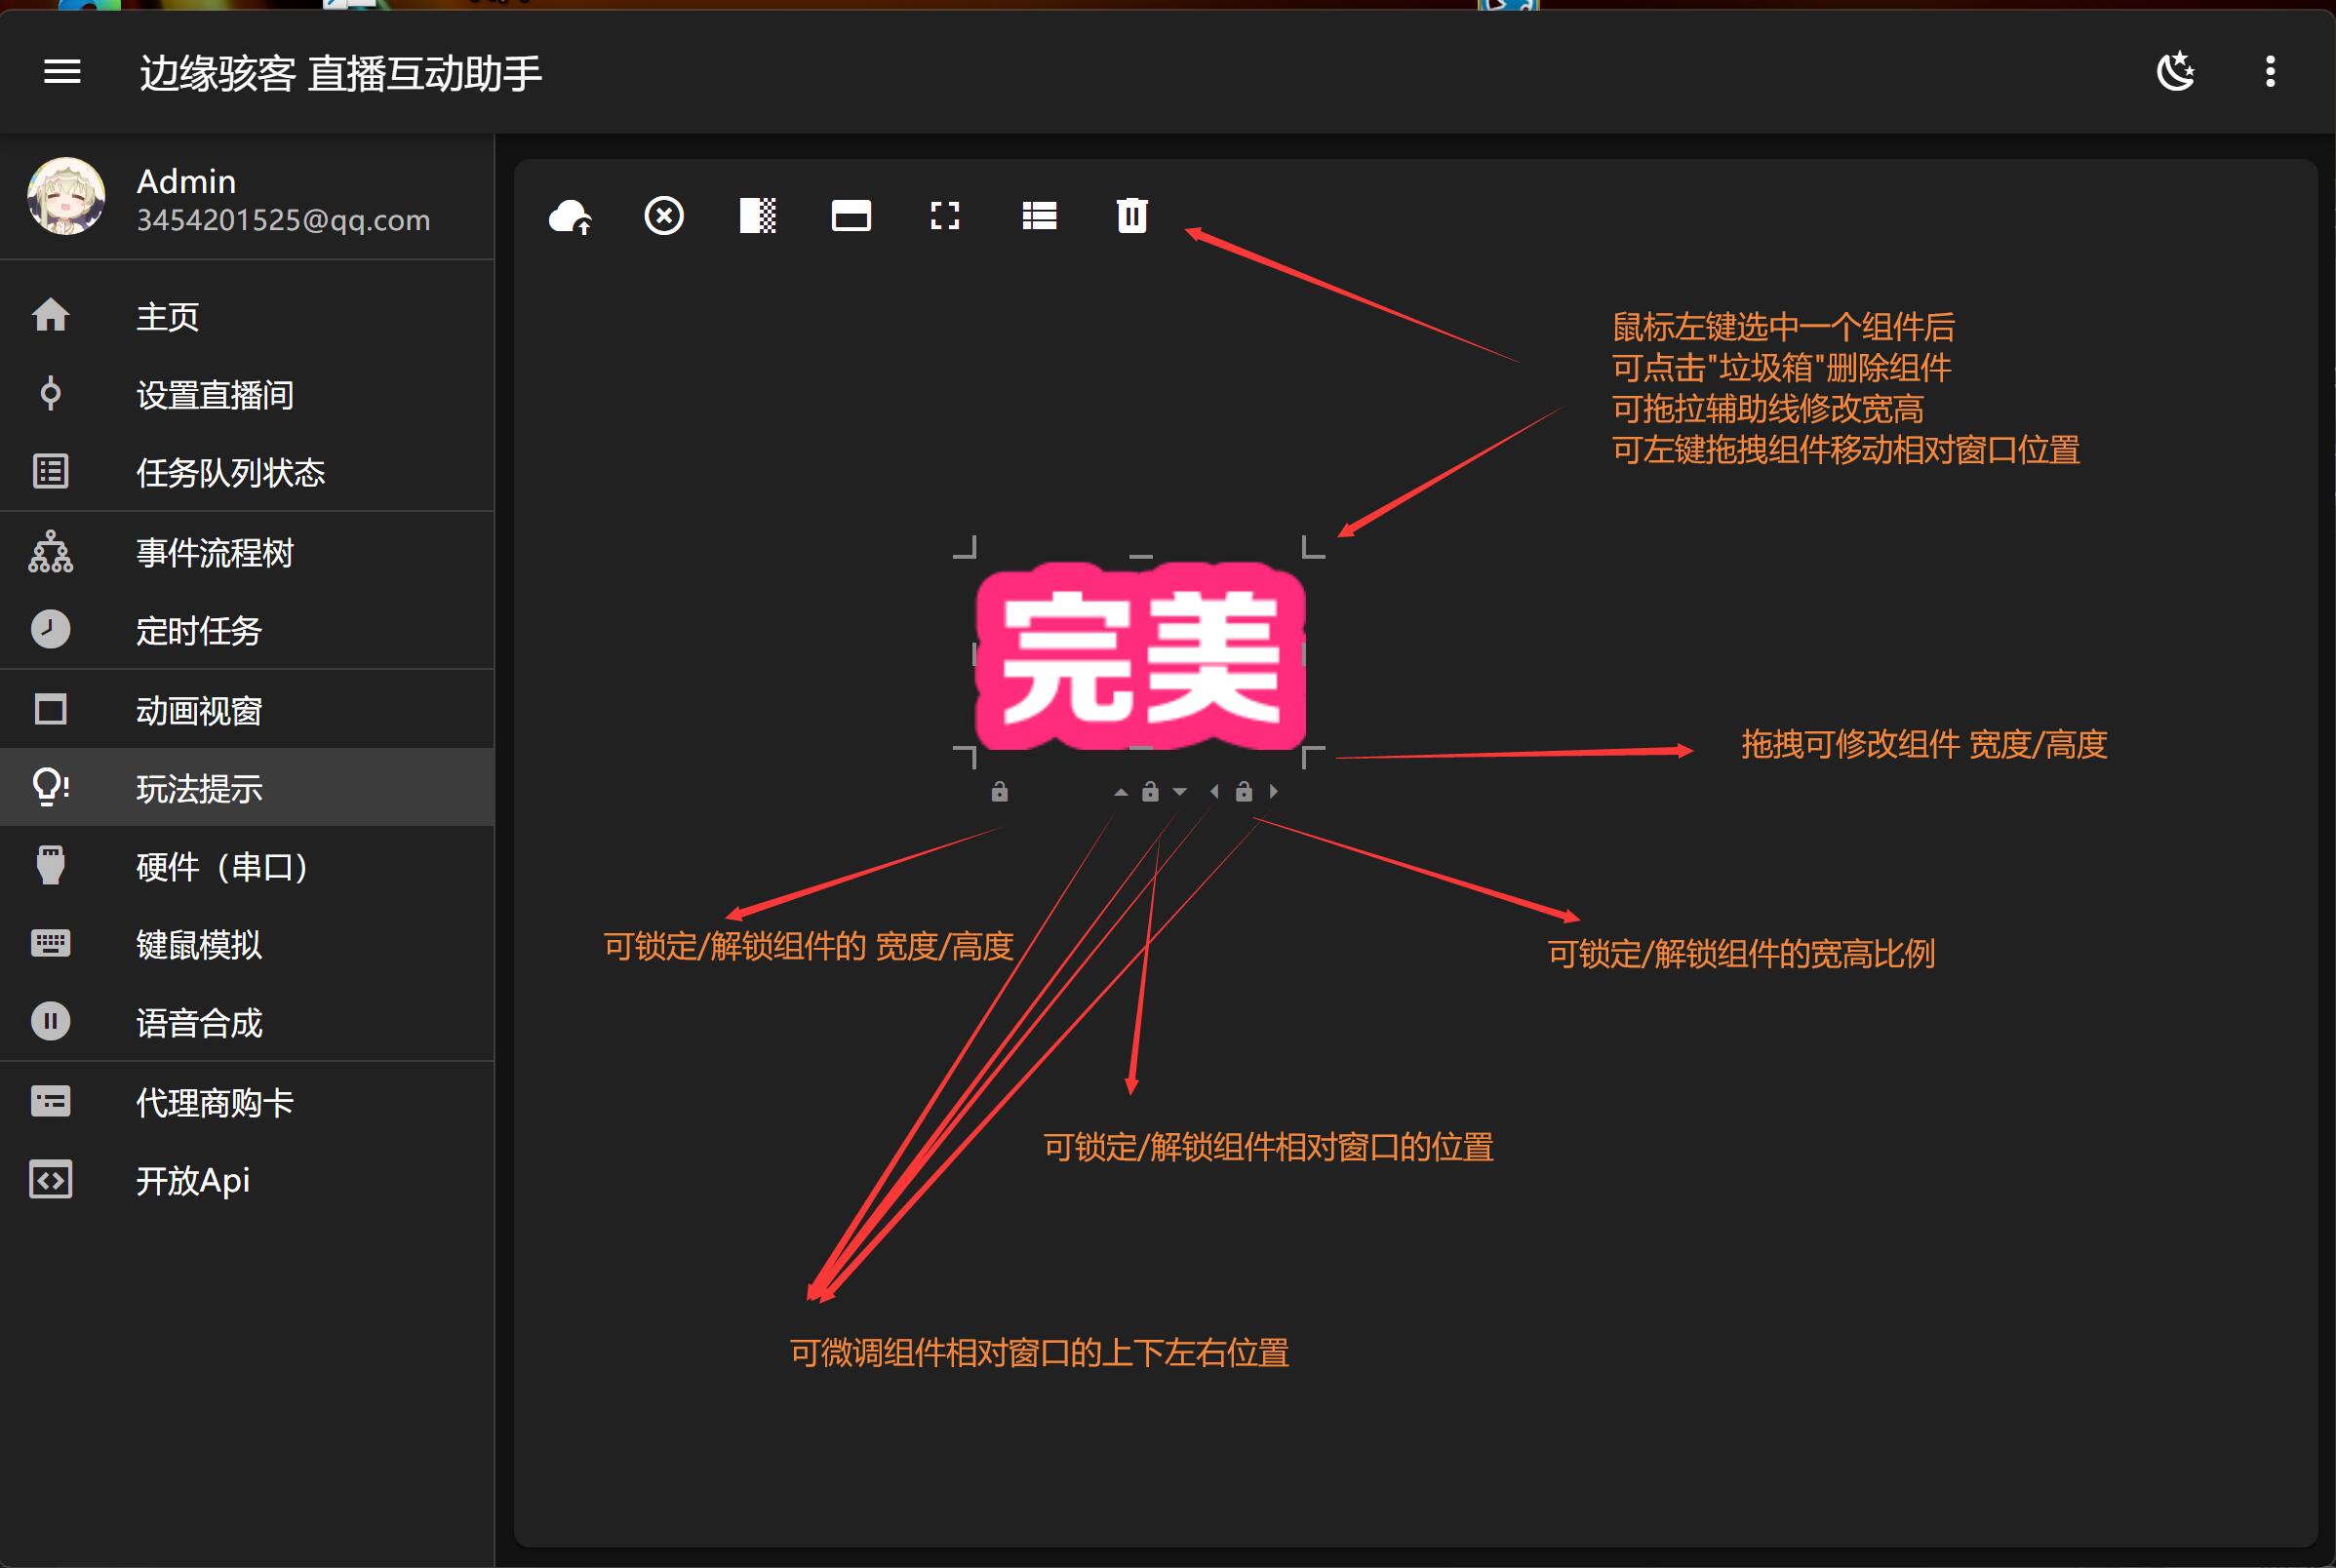 边缘骇客 直播互动助手
Admin
3454201525@qq.com
主页
设置直播间
任务队列状态
事件流程树
定时任务
动画视窗
玩法提示
硬件（串口）
键鼠模拟
语音合成
代理商购卡
开放Api
鼠标左键选中一个组件后
可点击"垃圾箱"删除组件
可拖拉辅助线修改宽高
可左键拖拽组件移动相对窗口位置
完美
拖拽可修改组件 宽度/高度
可锁定/解锁组件的 宽度/高度
可锁定/解锁组件的宽高比例
可锁定/解锁组件相对窗口的位置
可微调组件相对窗口的上下左右位置